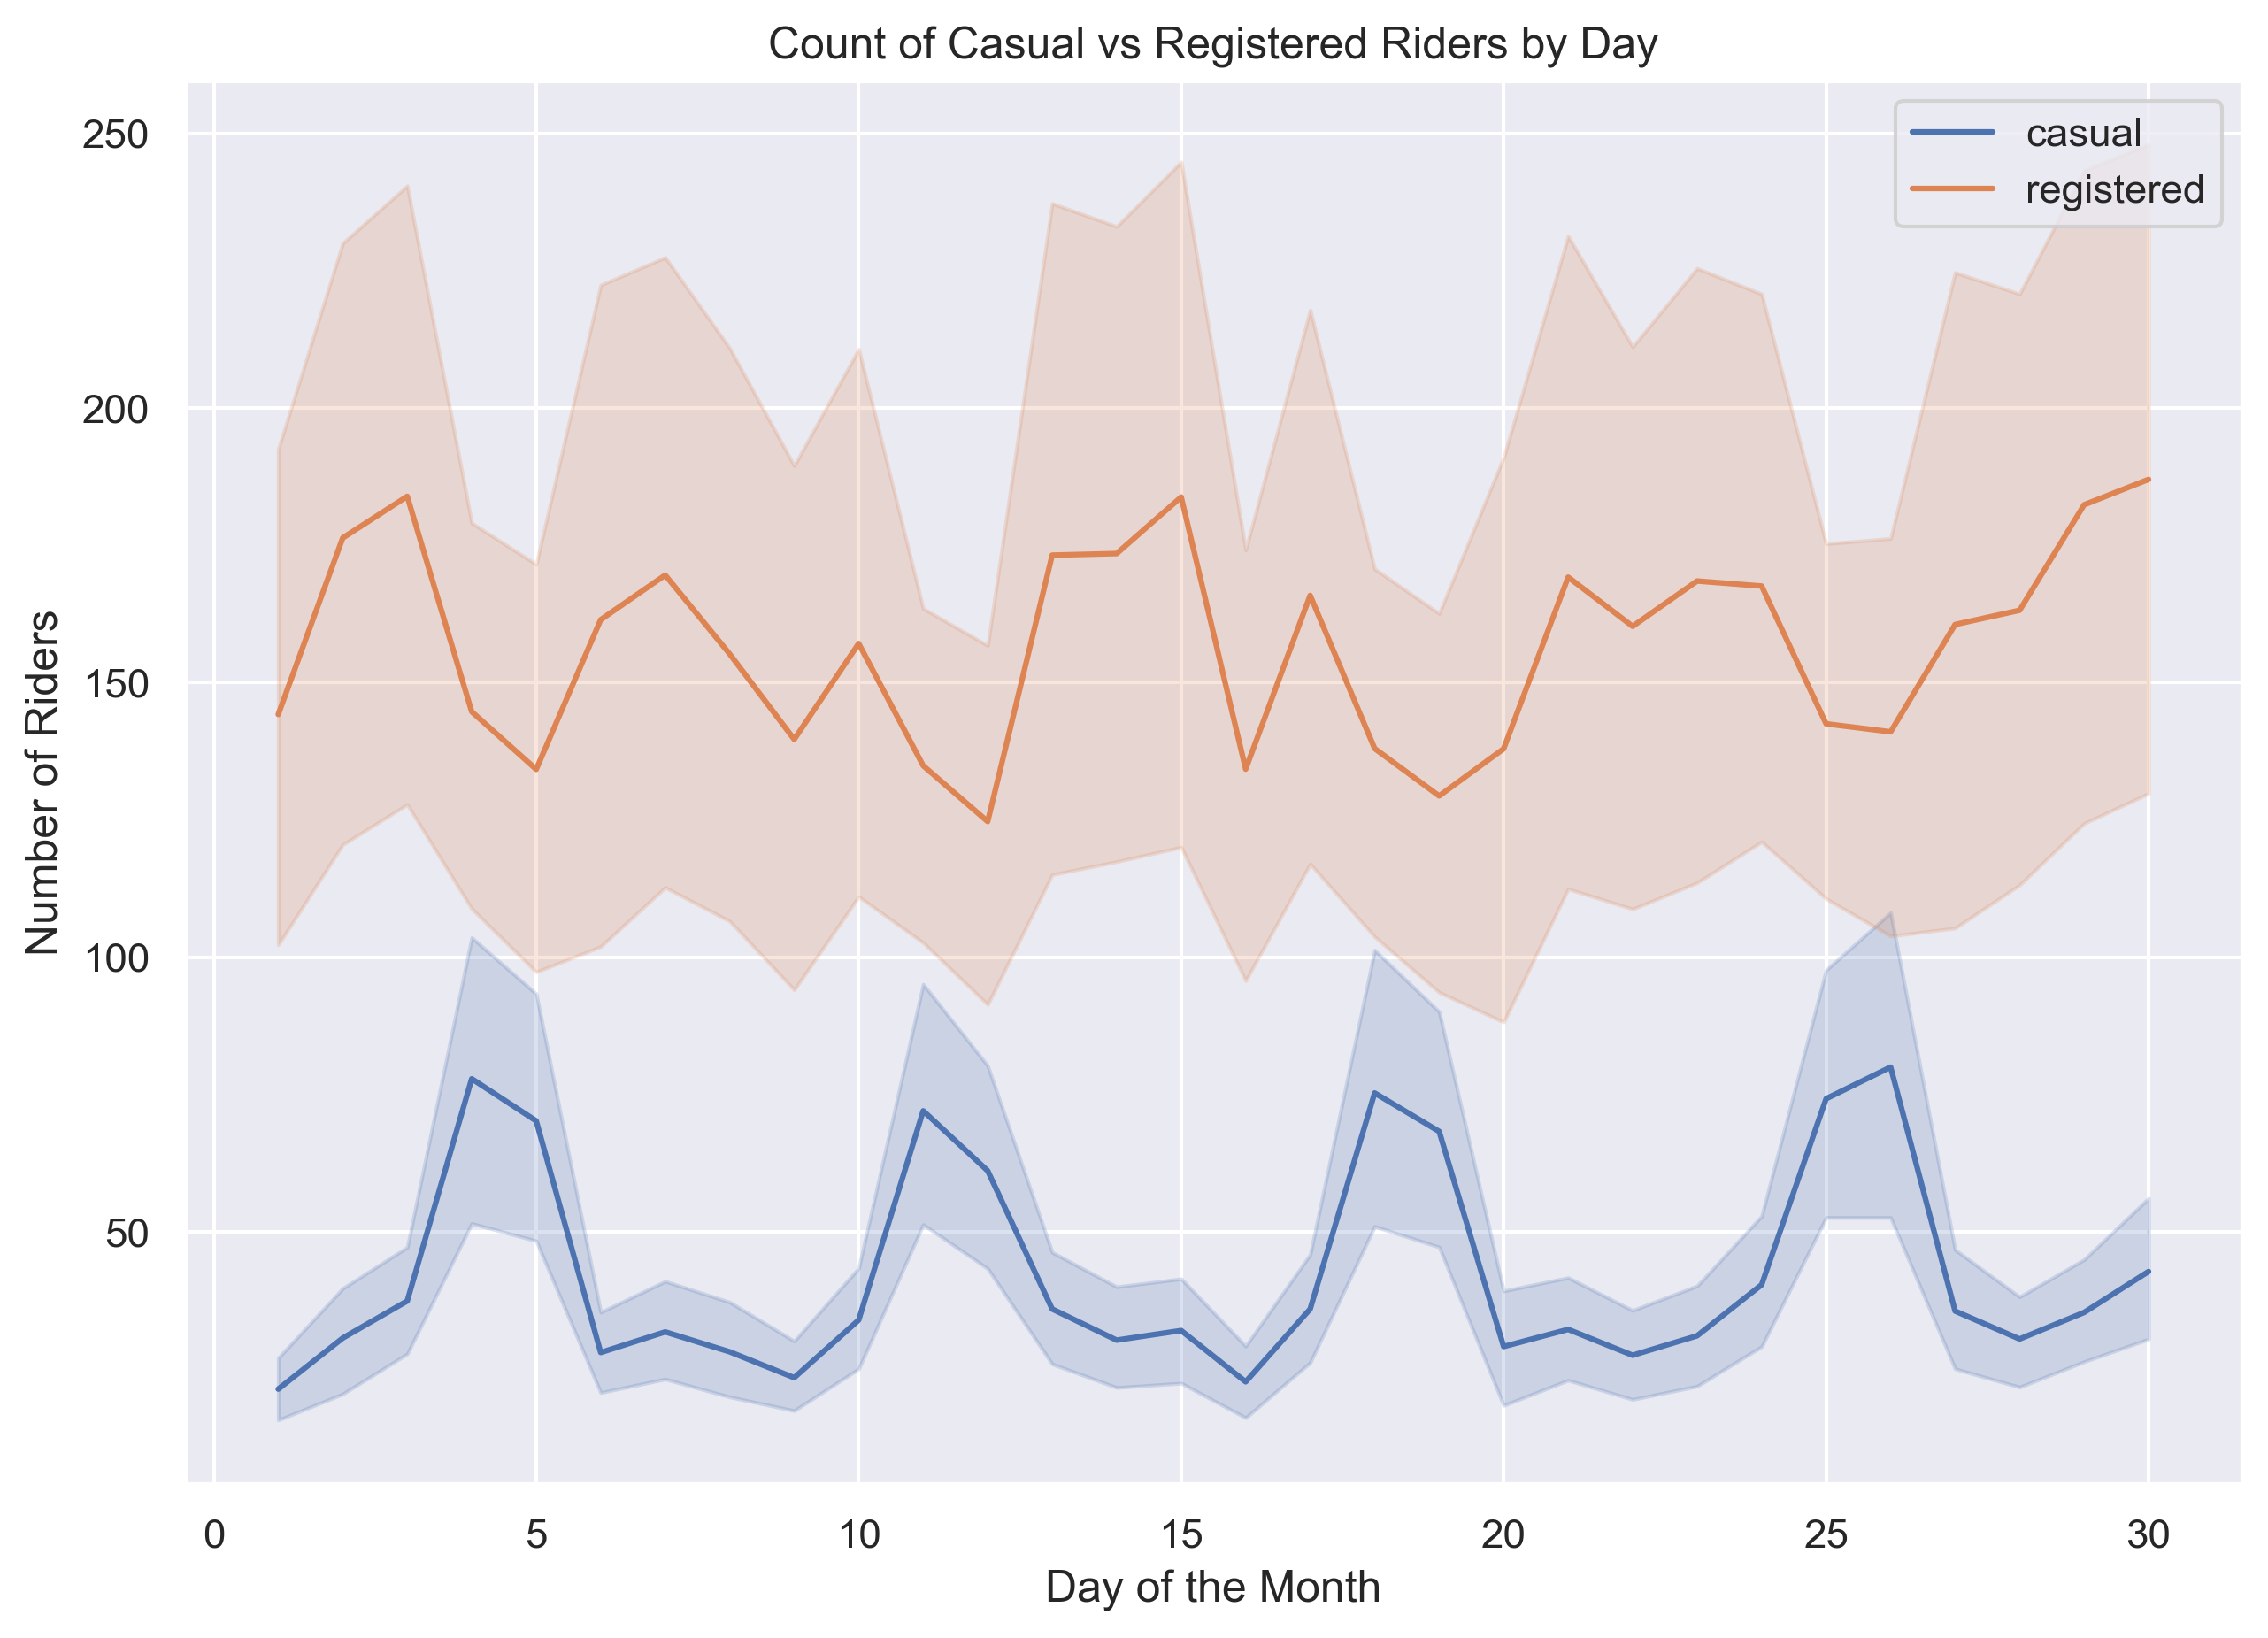 Count of Casual vs Registered Riders by Day
casual
registered
Number of Riders
250
200
150
100
50
0 5 10 15 20 25 30
Day of the Month